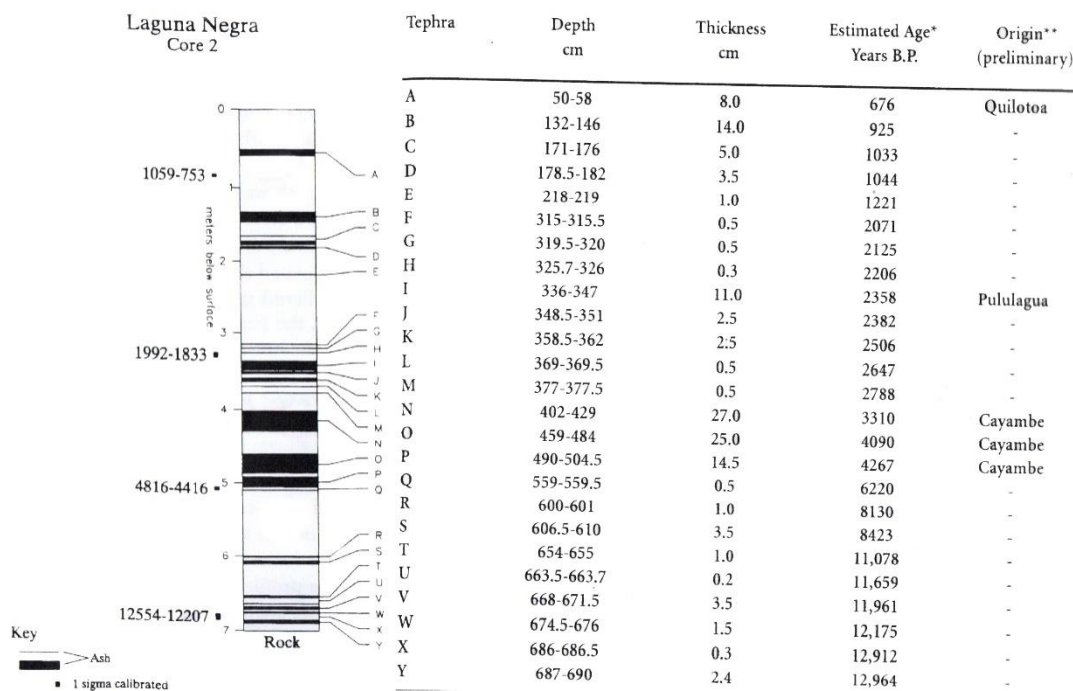 Laguna Negra
Core 2
0
1059-753
1
2
3
1992-1833
4
4816-4416
5
6
12554-12207
7
meters below surface
A
B
C
D
E
F
G
H
I
J
K
L
M
N
O
P
Q
R
S
T
U
V
W
X
Y
Rock
Key
Ash
1 sigma calibrated
Tephra Depth Thickness Estimated Age* Origin**
cm cm Years B.P. (preliminary)
A 50-58 8.0 676 Quilotoa
B 132-146 14.0 925 -
C 171-176 5.0 1033 -
D 178.5-182 3.5 1044 -
E 218-219 1.0 1221 -
F 315-315.5 0.5 2071 -
G 319.5-320 0.5 2125 -
H 325.7-326 0.3 2206 -
I 336-347 11.0 2358 Pululagua
J 348.5-351 2.5 2382 -
K 358.5-362 2:5 2506 -
L 369-369.5 0.5 2647 -
M 377-377.5 0.5 2788 -
N 402-429 27.0 3310 Cayambe
O 459-484 25.0 4090 Cayambe
P 490-504.5 14.5 4267 Cayambe
Q 559-559.5 0.5 6220 -
R 600-601 1.0 8130 -
S 606.5-610 3.5 8423 -
T 654-655 1.0 11,078 -
U 663.5-663.7 0.2 11,659 -
V 668-671.5 3.5 11,961 -
W 674.5-676 1.5 12,175 -
X 686-686.5 0.3 12,912 -
Y 687-690 2.4 12,964 -